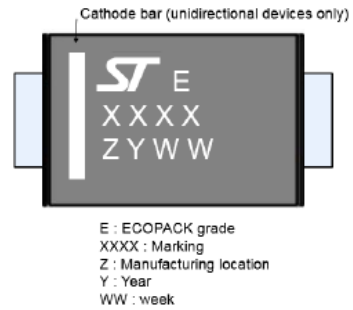 Cathode bar (unidirectional devices only)
ST E
XXXX
ZYWW
E : ECOPACK grade
XXXX : Marking
Z : Manufacturing location
Y : Year
WW : week